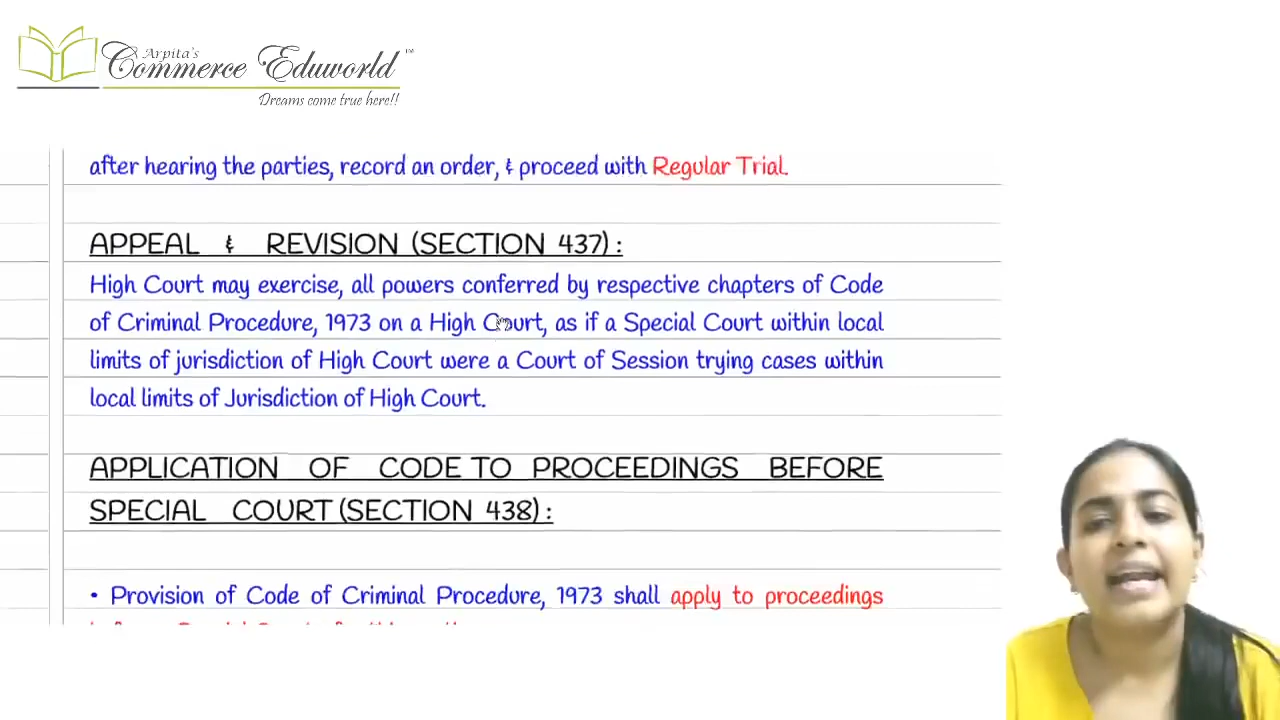 Arpita's
Commerce Eduworld™
Dreams come true here!!
after hearing the parties, record an order, & proceed with Regular Trial.
APPEAL & REVISION (SECTION 437) :
High Court may exercise, all powers conferred by respective chapters of Code
of Criminal Procedure, 1973 on a High Court, as if a Special Court within local
limits of jurisdiction of High Court were a Court of Session trying cases within
local limits of Jurisdiction of High Court.
APPLICATION OF CODE TO PROCEEDINGS BEFORE
SPECIAL COURT (SECTION 438) :
• Provision of Code of Criminal Procedure, 1973 shall apply to proceedings